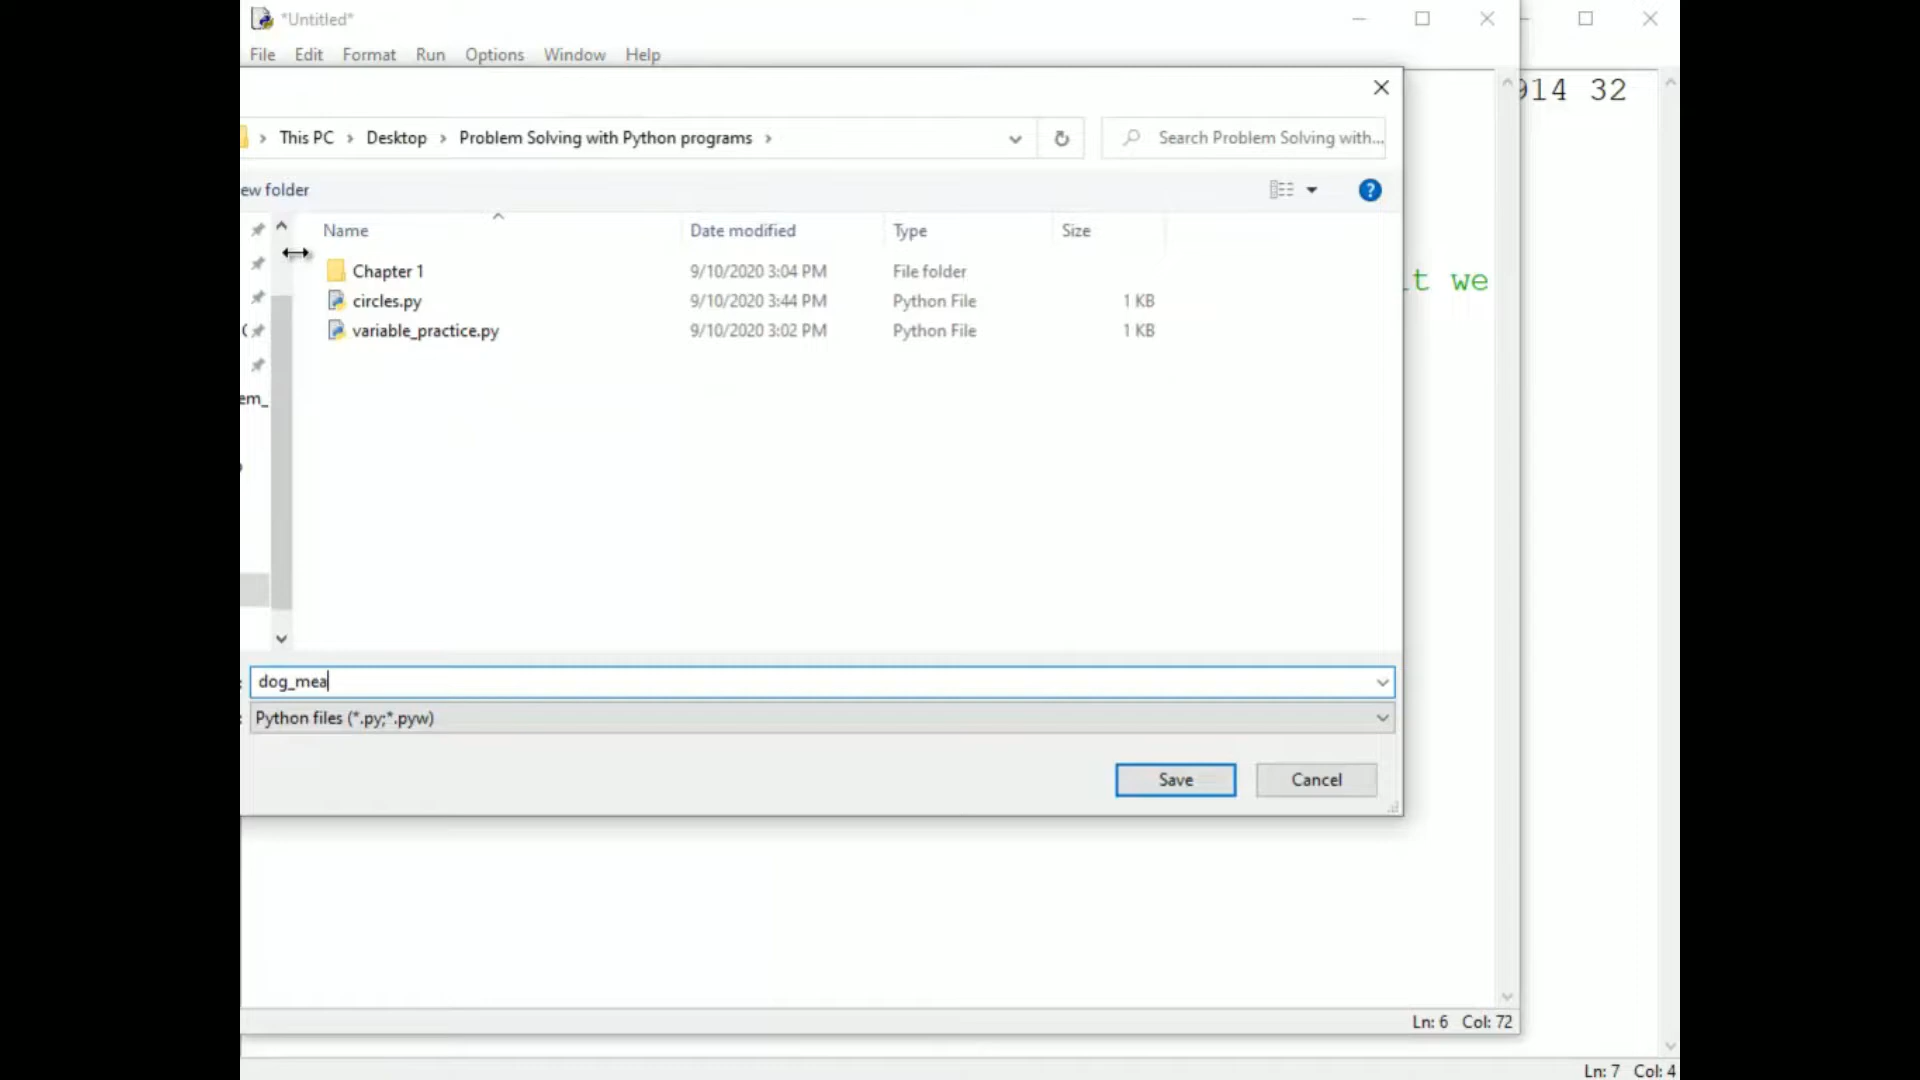 *Untitled*
File Edit Format Run Options Window Help
914 32
This PC > Desktop > Problem Solving with Python programs >
Search Problem Solving with...
ew folder
Name Date modified Type Size
Chapter 1 9/10/2020 3:04 PM File folder
circles.py 9/10/2020 3:44 PM Python File 1 KB
t we
variable_practice.py 9/10/2020 3:02 PM Python File 1 KB
em_
dog_mea
Python files (*.py;*.pyw)
Save Cancel
Ln: 6 Col: 72
Ln: 7 Col: 4